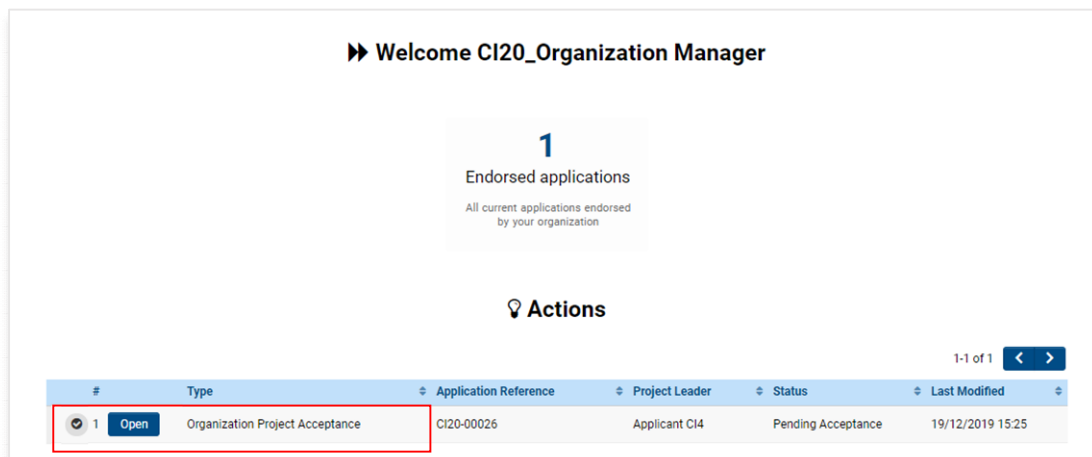 Welcome CI20_Organization Manager
1
Endorsed applications
All current applications endorsed
by your organization
Actions
1-1 of 1
# Type Application Reference Project Leader Status Last Modified
1 Open Organization Project Acceptance CI20-00026 Applicant CI4 Pending Acceptance 19/12/2019 15:25